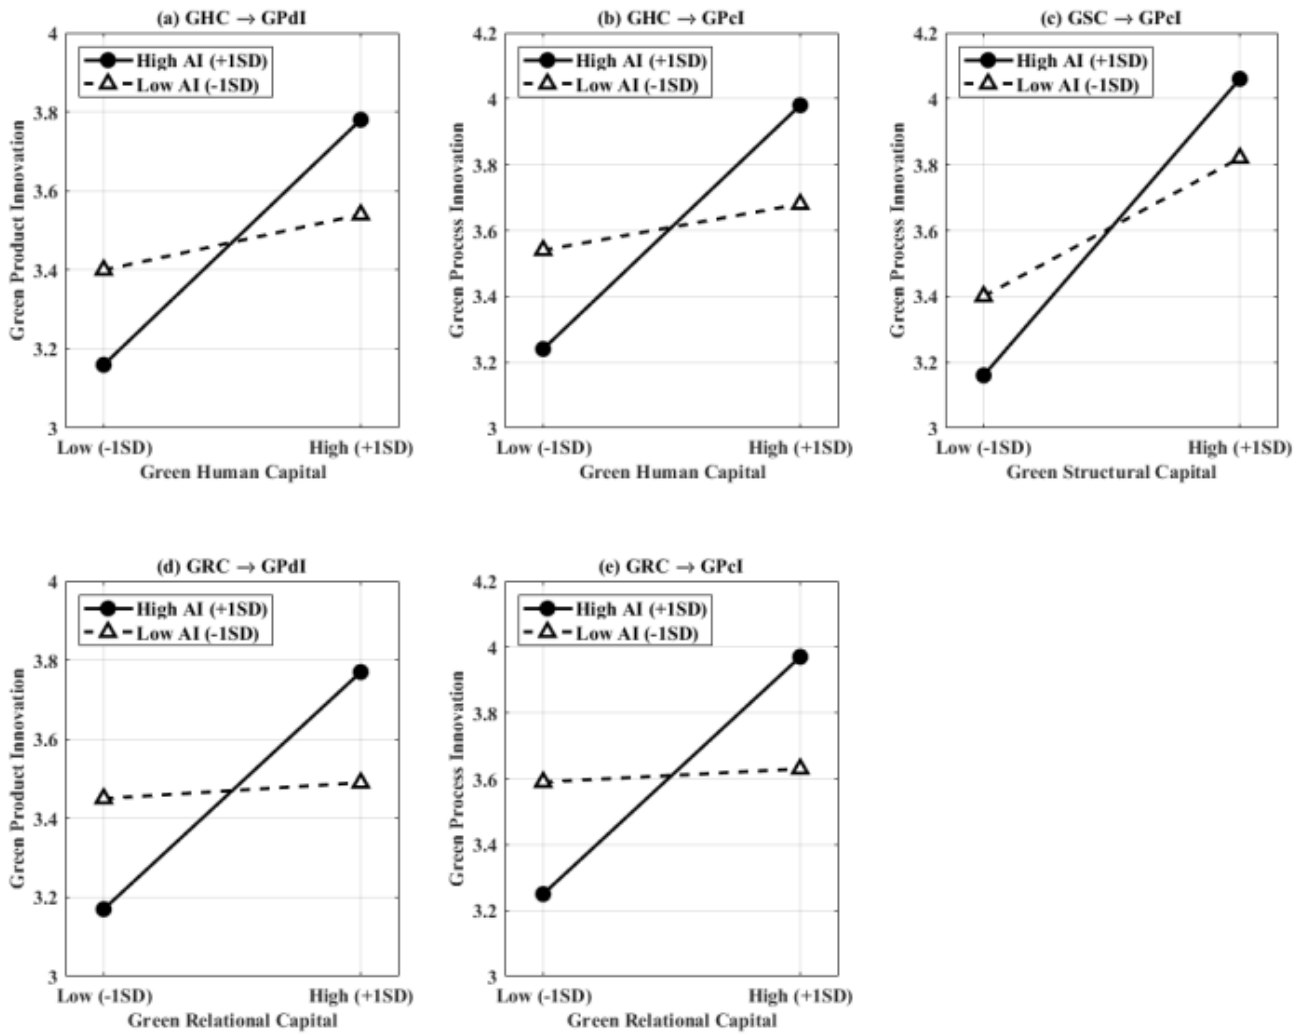 (a) GHC → GPdI
4
3.8
3.6
3.4
3.2
3
Green Product Innovation
High AI (+1SD)
Low AI (-1SD)
Low (-1SD)
High (+1SD)
Green Human Capital
(b) GHC → GPcI
4.2
4
3.8
3.6
3.4
3.2
3
Green Process Innovation
High AI (+1SD)
Low AI (-1SD)
Low (-1SD)
High (+1SD)
Green Human Capital
(c) GSC → GPcI
4.2
4
3.8
3.6
3.4
3.2
3
Green Process Innovation
High AI (+1SD)
Low AI (-1SD)
Low (-1SD)
High (+1SD)
Green Structural Capital
(d) GRC → GPdI
4
3.8
3.6
3.4
3.2
3
Green Product Innovation
High AI (+1SD)
Low AI (-1SD)
Low (-1SD)
High (+1SD)
Green Relational Capital
(e) GRC → GPcI
4.2
4
3.8
3.6
3.4
3.2
3
Green Process Innovation
High AI (+1SD)
Low AI (-1SD)
Low (-1SD)
High (+1SD)
Green Relational Capital